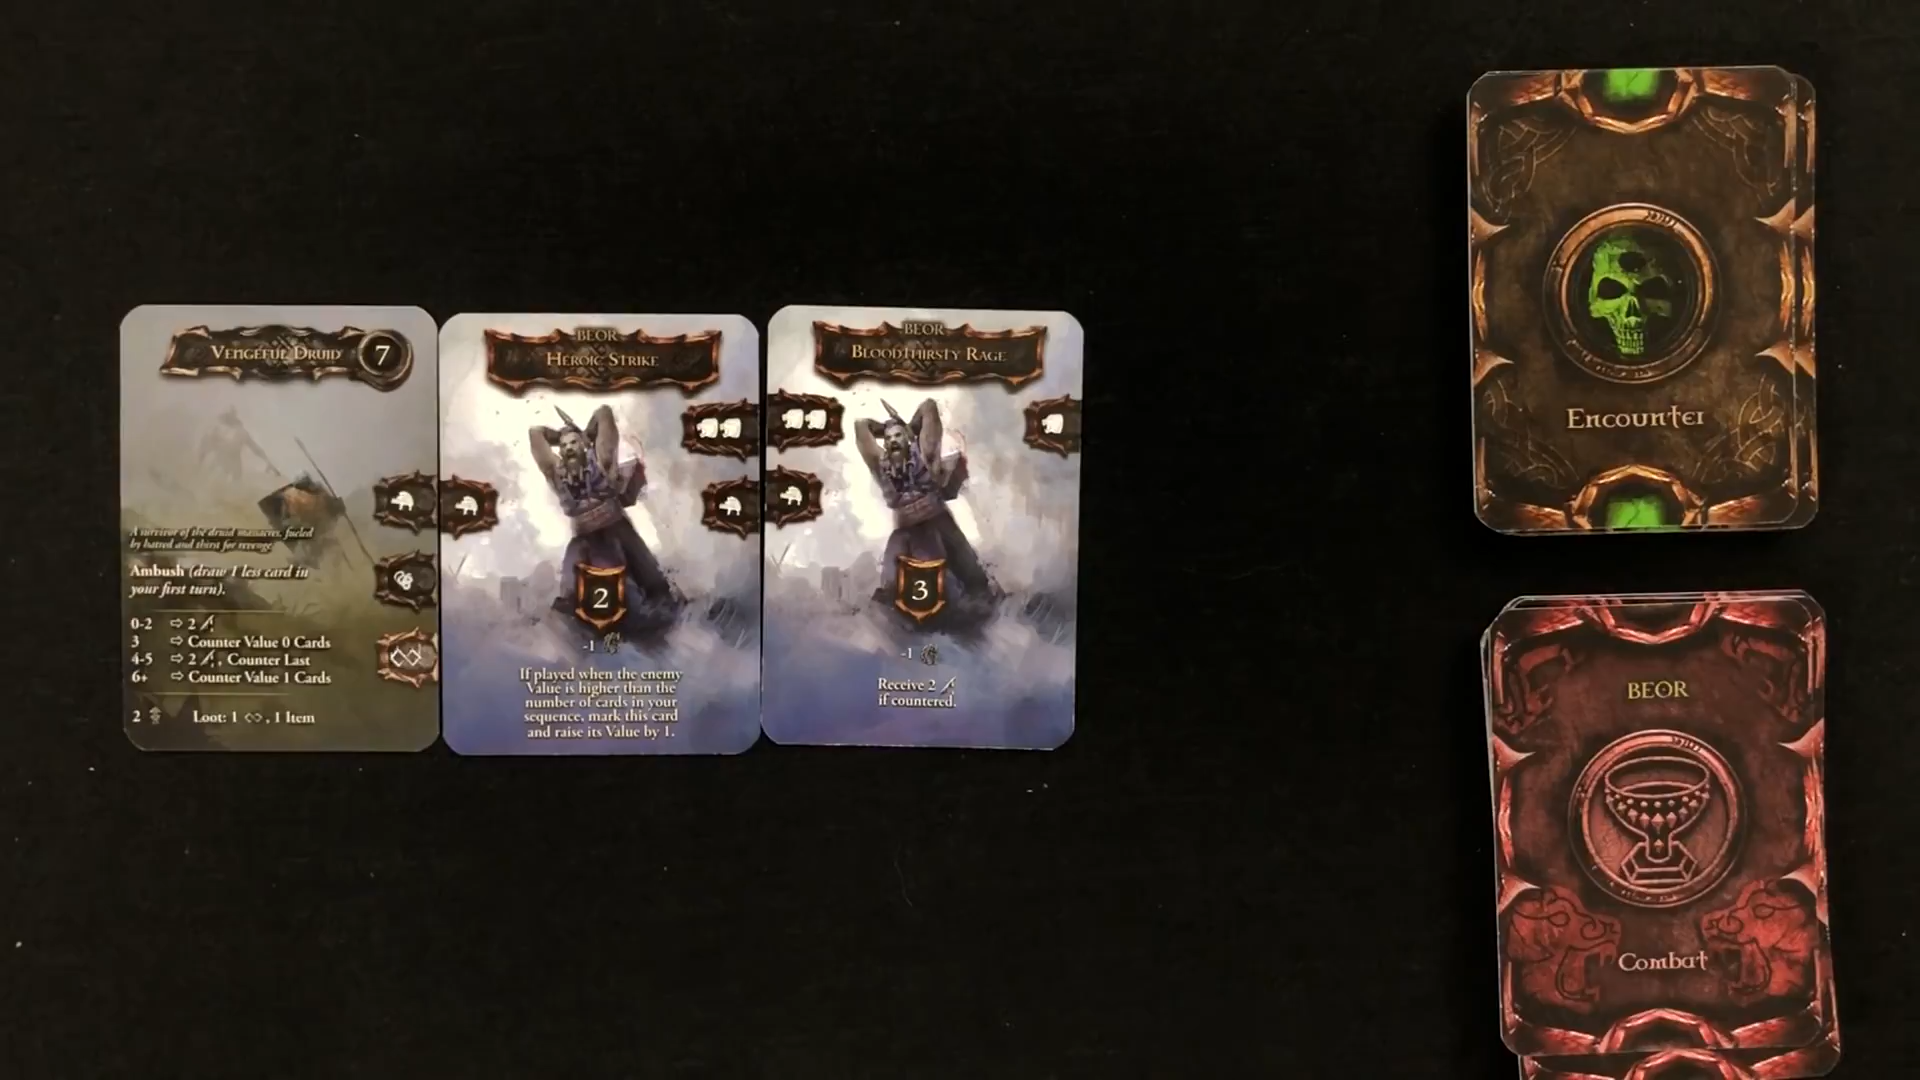 VENGEFUL DRUID 7
A survivor of the druid massacres, fueled
by hatred and thirst for revenge.
Ambush (draw 1 less card in
your first turn).
0-2 ⇨ 2
3 ⇨ Counter Value 0 Cards
4-5 ⇨ 2 , Counter Last
6+ ⇨ Counter Value 1 Cards
2 Loot: 1 , 1 Item
BEOR
HEROIC STRIKE
2
-1
If played when the enemy
Value is higher than the
number of cards in your
sequence, mark this card
and raise its Value by 1.
BEOR
BLOODTHIRSTY RAGE
3
-1
Receive 2
if countered.
Encounter
BEOR
Combat